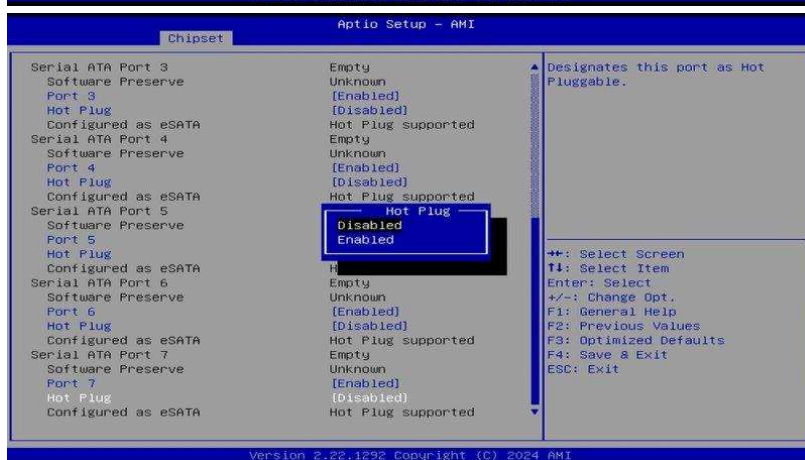 Aptio Setup - AMI
Chipset
Serial ATA Port 3 Empty
Software Preserve Unknown
Port 3 [Enabled]
Hot Plug [Disabled]
Configured as eSATA Hot Plug supported
Serial ATA Port 4 Empty
Software Preserve Unknown
Port 4 [Enabled]
Hot Plug [Disabled]
Configured as eSATA Hot Plug supported
Serial ATA Port 5
Software Preserve
Port 5
Hot Plug
Configured as eSATA H
Serial ATA Port 6 Empty
Software Preserve Unknown
Port 6 [Enabled]
Hot Plug [Disabled]
Configured as eSATA Hot Plug supported
Serial ATA Port 7 Empty
Software Preserve Unknown
Port 7 [Enabled]
Hot Plug [Disabled]
Configured as eSATA Hot Plug supported
Hot Plug
Disabled
Enabled
Designates this port as Hot
Pluggable.
→←: Select Screen
↑↓: Select Item
Enter: Select
+/-: Change Opt.
F1: General Help
F2: Previous Values
F3: Optimized Defaults
F4: Save & Exit
ESC: Exit
Version 2.22.1292 Copyright (C) 2024 AMI